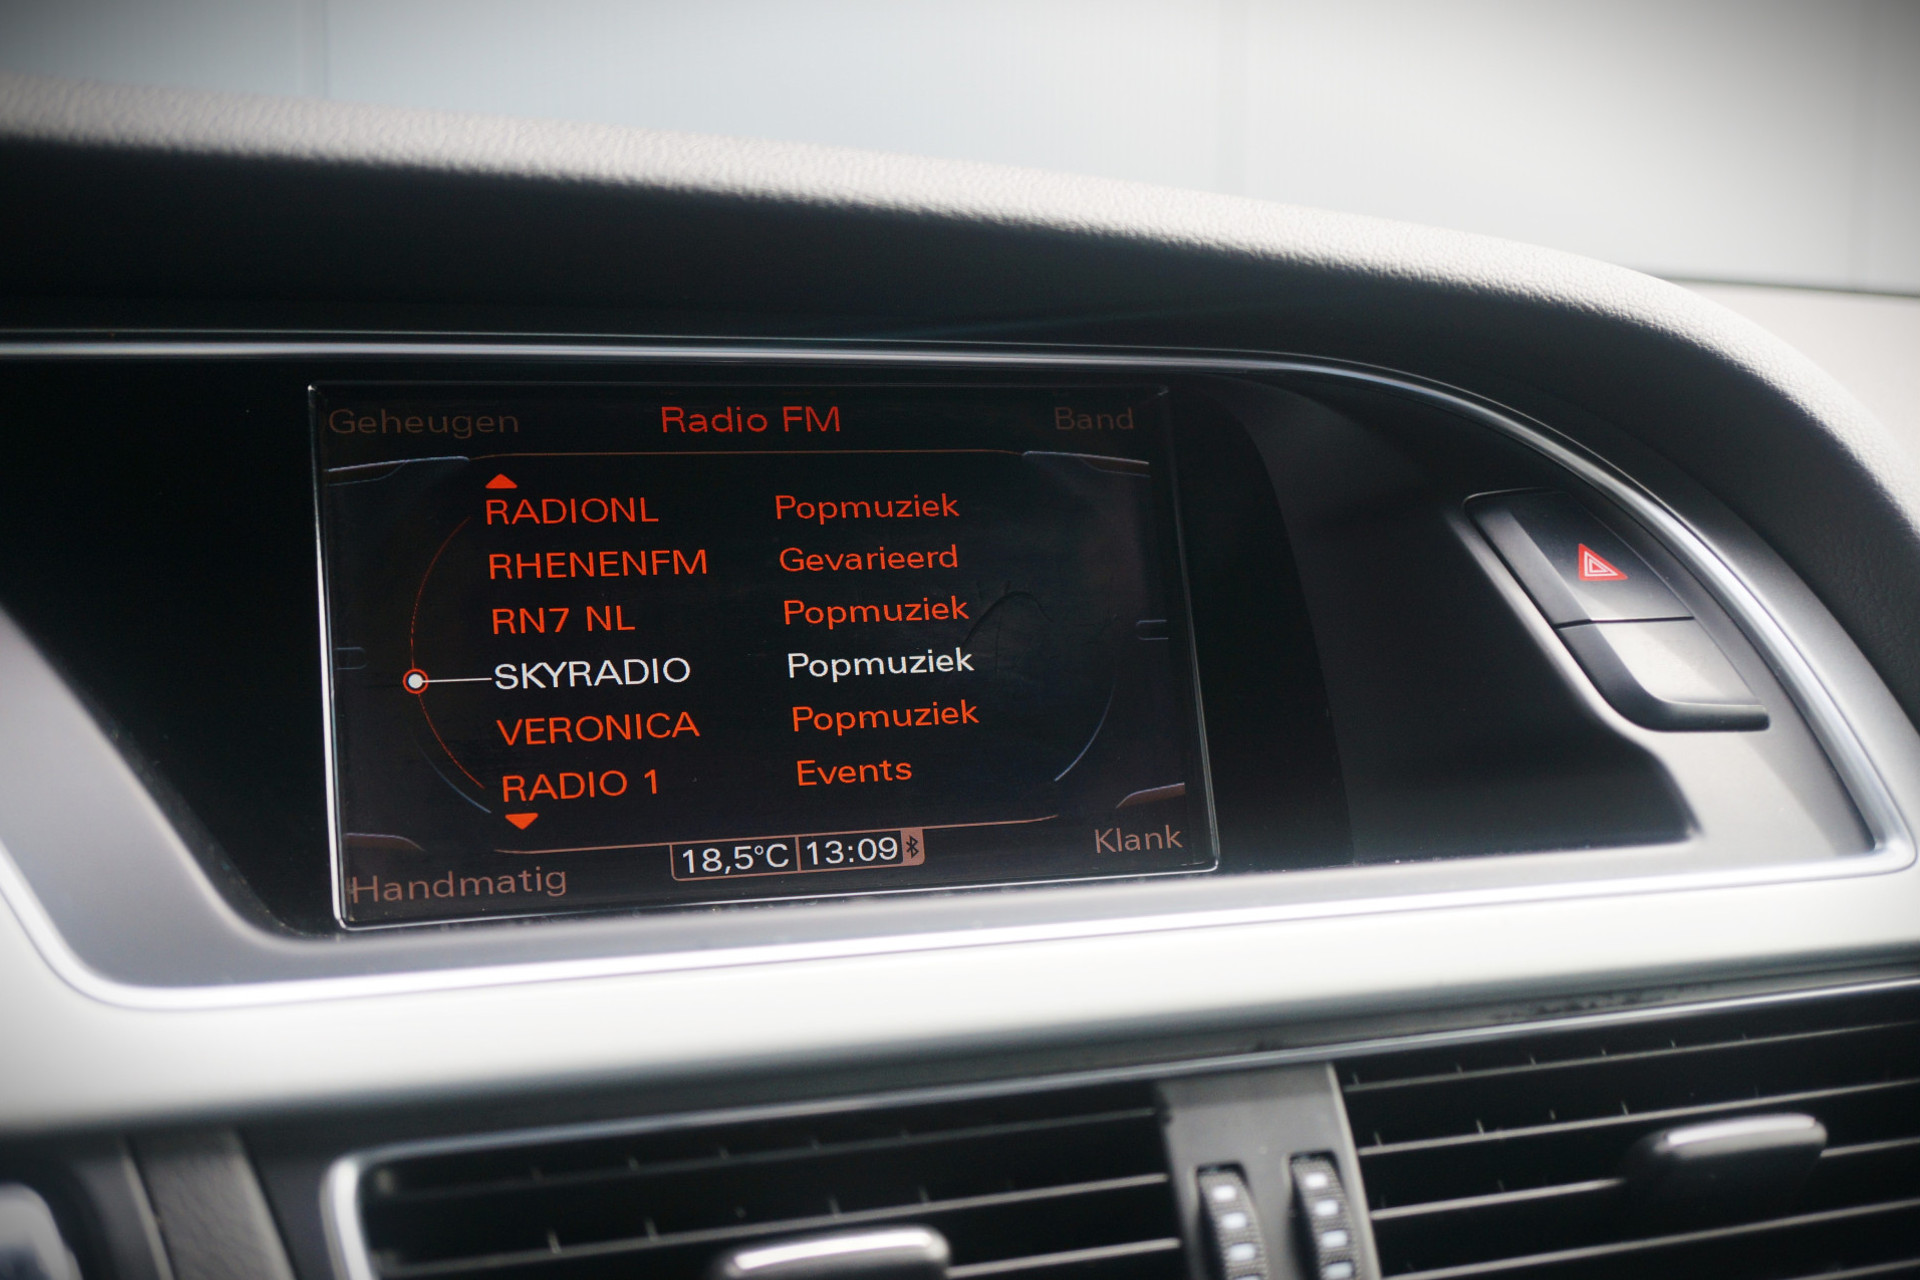 Geheugen Radio FM Band
RADIONL Popmuziek
RHENENFM Gevarieerd
RN7 NL Popmuziek
SKYRADIO Popmuziek
VERONICA Popmuziek
RADIO 1 Events
Handmatig 18,5°C 13:09 Klank